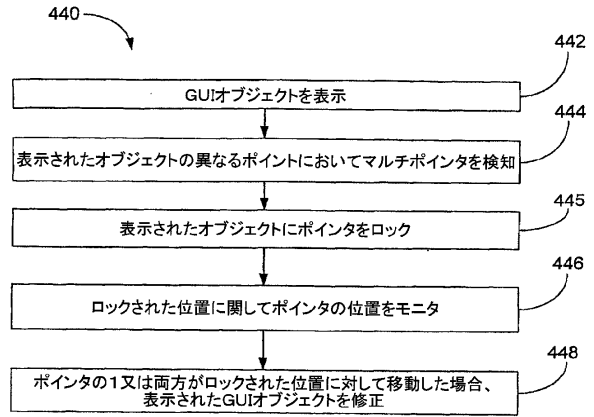 440
442
GUIオブジェクトを表示
444
表示されたオブジェクトの異なるポイントにおいてマルチポインタを検知
445
表示されたオブジェクトにポインタをロック
446
ロックされた位置に関してポインタの位置をモニタ
448
ポインタの1又は両方がロックされた位置に対して移動した場合、
表示されたGUIオブジェクトを修正